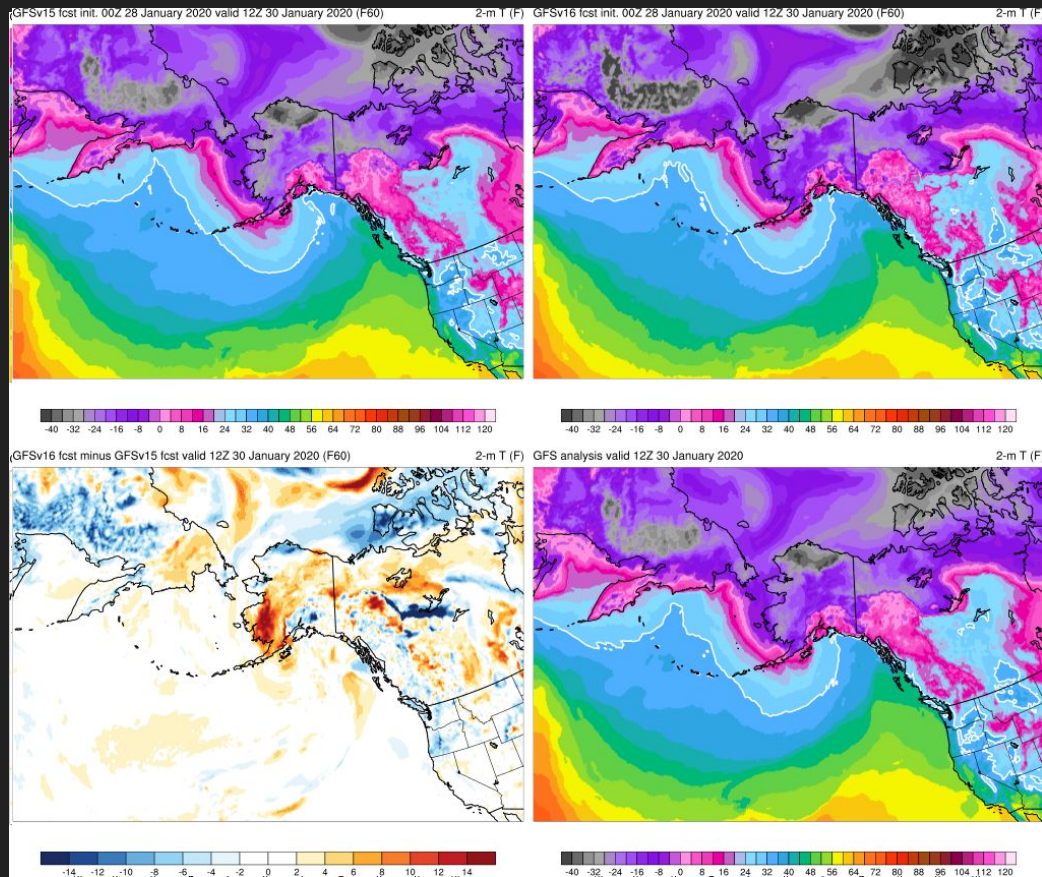 GFSv15 fcst init. 00Z 28 January 2020 valid 12Z 30 January 2020 (F60) 2-m T (F)
GFSv16 fcst init. 00Z 28 January 2020 valid 12Z 30 January 2020 (F60) 2-m T (F)
-40 -32 -24 -16 -8 0 8 16 24 32 40 48 56 64 72 80 88 96 104 112 120
-40 -32 -24 -16 -8 0 8 16 24 32 40 48 56 64 72 80 88 96 104 112 120
GFSv16 fcst minus GFSv15 fcst valid 12Z 30 January 2020 (F60) 2-m T (F)
GFS analysis valid 12Z 30 January 2020 2-m T (F)
-14 -12 -10 -8 -6 -4 -2 0 2 4 6 8 10 12 14
-40 -32 -24 -16 -8 0 8 16 24 32 40 48 56 64 72 80 88 96 104 112 120